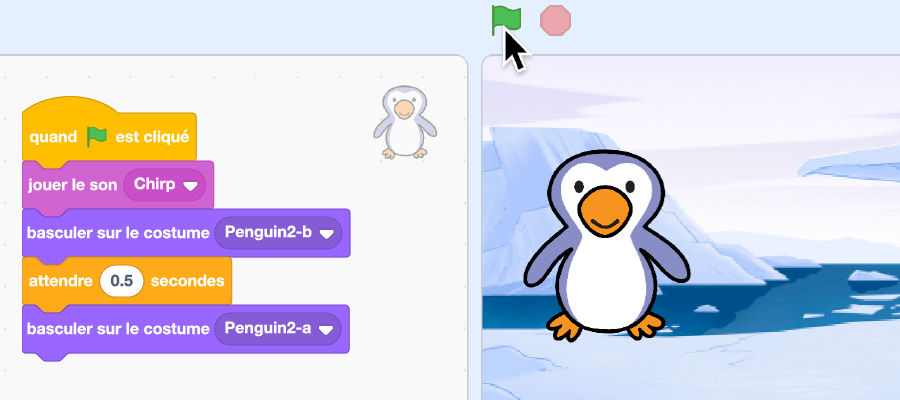 quand est cliqué
jouer le son Chirp
basculer sur le costume Penguin2-b
attendre 0.5 secondes
basculer sur le costume Penguin2-a